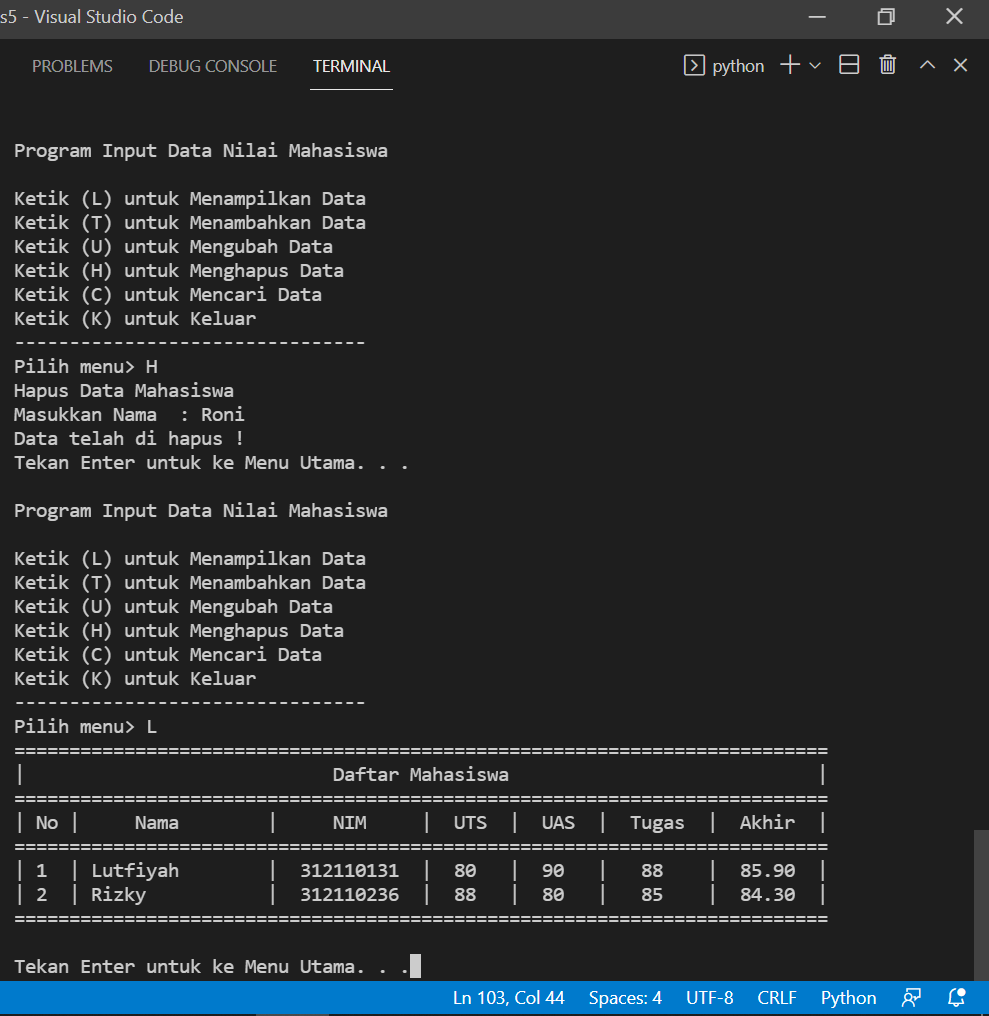 s5 - Visual Studio Code
PROBLEMS DEBUG CONSOLE TERMINAL python
Program Input Data Nilai Mahasiswa
Ketik (L) untuk Menampilkan Data
Ketik (T) untuk Menambahkan Data
Ketik (U) untuk Mengubah Data
Ketik (H) untuk Menghapus Data
Ketik (C) untuk Mencari Data
Ketik (K) untuk Keluar
--------------------------------
Pilih menu> H
Hapus Data Mahasiswa
Masukkan Nama  : Roni
Data telah di hapus !
Tekan Enter untuk ke Menu Utama. . .
Program Input Data Nilai Mahasiswa
Ketik (L) untuk Menampilkan Data
Ketik (T) untuk Menambahkan Data
Ketik (U) untuk Mengubah Data
Ketik (H) untuk Menghapus Data
Ketik (C) untuk Mencari Data
Ketik (K) untuk Keluar
--------------------------------
Pilih menu> L
==========================================================================
|                            Daftar Mahasiswa                            |
==========================================================================
| No |     Nama        |     NIM     |  UTS  |  UAS  |  Tugas  |  Akhir  |
==========================================================================
| 1  | Lutfiyah        |  312110131  |  80   |  90   |   88    |  85.90  |
| 2  | Rizky           |  312110236  |  88   |  80   |   85    |  84.30  |
==========================================================================
Tekan Enter untuk ke Menu Utama. . .
Ln 103, Col 44 Spaces: 4 UTF-8 CRLF Python